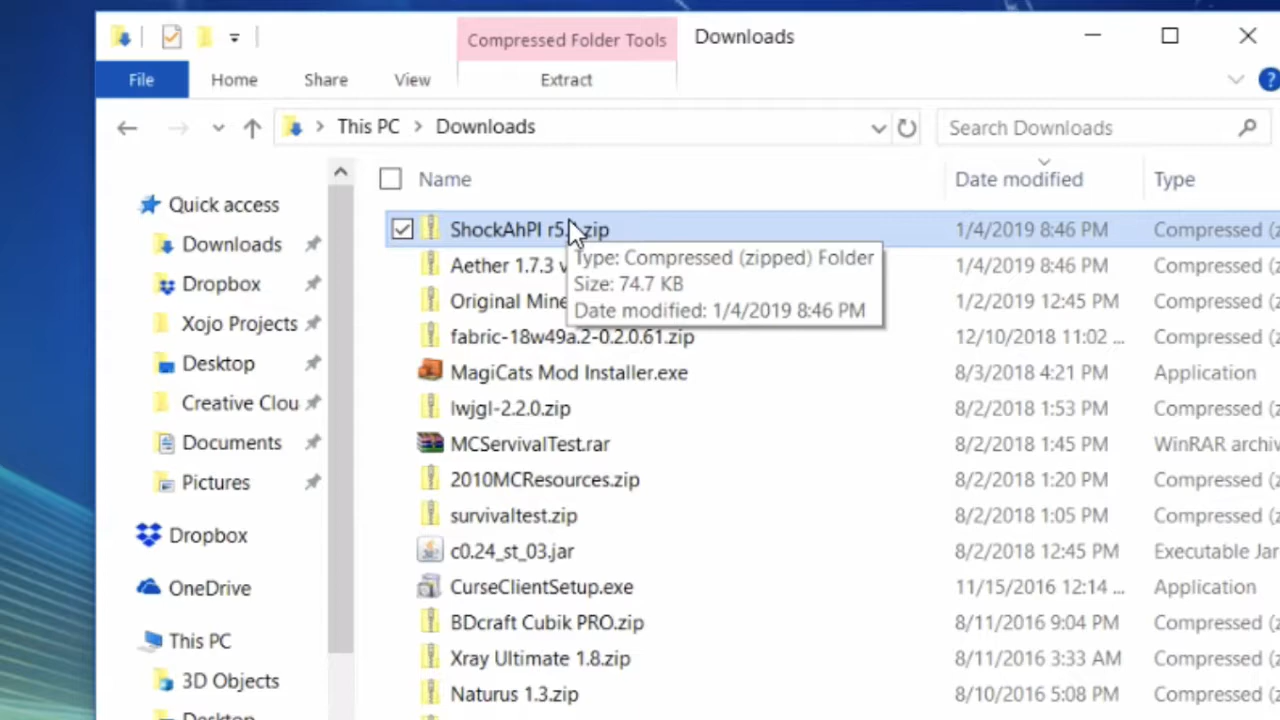 Compressed Folder Tools
Downloads
File
Home
Share
View
Extract
This PC
Downloads
Search Downloads
Name
Date modified
Type
Quick access
Downloads
Dropbox
Xojo Projects
Desktop
Creative Clou
Documents
Pictures
Dropbox
OneDrive
This PC
3D Objects
Desktop
ShockAhPI r5 zip 1/4/2019 8:46 PM Compressed (z
Type: Compressed (zipped) Folder
Size: 74.7 KB
Date modified: 1/4/2019 8:46 PM
Aether 1.7.3 v 1/4/2019 8:46 PM Compressed (z
Original Mine 1/2/2019 12:45 PM Compressed (z
fabric-18w49a.2-0.2.0.61.zip 12/10/2018 11:02 ... Compressed (z
MagiCats Mod Installer.exe 8/3/2018 4:21 PM Application
lwjgl-2.2.0.zip 8/2/2018 1:53 PM Compressed (z
MCServivalTest.rar 8/2/2018 1:45 PM WinRAR archiv
2010MCResources.zip 8/2/2018 1:20 PM Compressed (z
survivaltest.zip 8/2/2018 1:05 PM Compressed (z
c0.24_st_03.jar 8/2/2018 12:45 PM Executable Jar
CurseClientSetup.exe 11/15/2016 12:14 ... Application
BDcraft Cubik PRO.zip 8/11/2016 9:04 PM Compressed (z
Xray Ultimate 1.8.zip 8/11/2016 3:33 AM Compressed (z
Naturus 1.3.zip 8/10/2016 5:08 PM Compressed (z